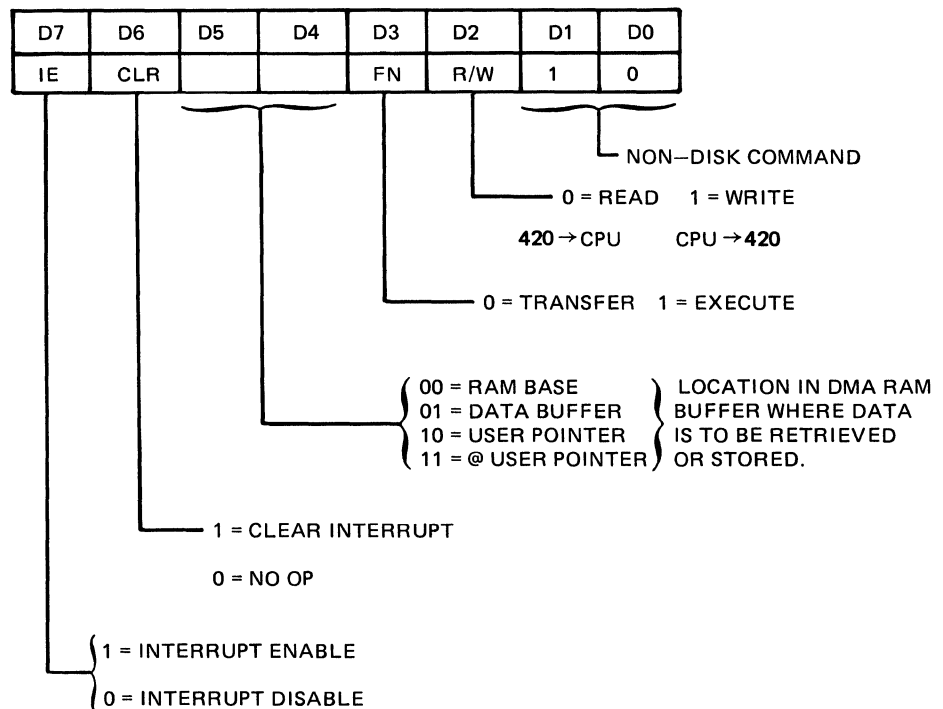 D7 D6 D5 D4 D3 D2 D1 D0
IE CLR FN R/W 1 0
NON–DISK COMMAND
0 = READ 1 = WRITE
420→CPU CPU→420
0 = TRANSFER 1 = EXECUTE
00 = RAM BASE
01 = DATA BUFFER
10 = USER POINTER
11 = @ USER POINTER
LOCATION IN DMA RAM
BUFFER WHERE DATA
IS TO BE RETRIEVED
OR STORED.
1 = CLEAR INTERRUPT
0 = NO OP
1 = INTERRUPT ENABLE
0 = INTERRUPT DISABLE